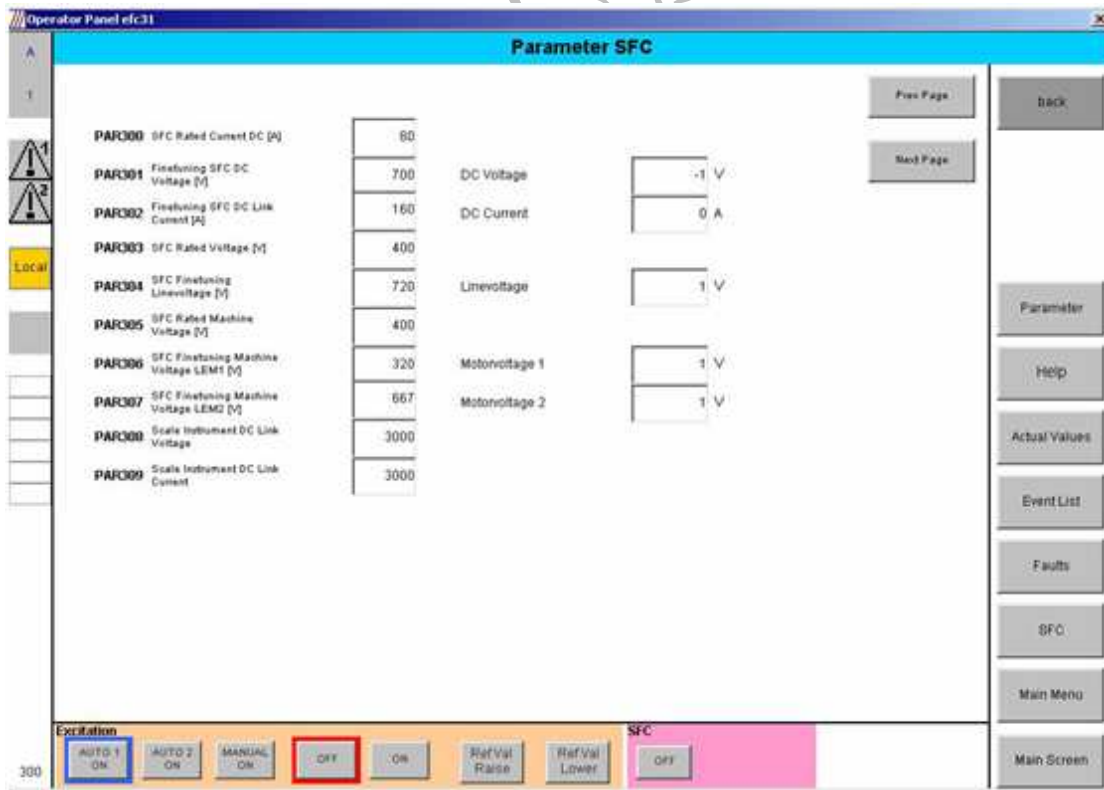 Operator Panel efc31
A
Parameter SFC
1
Prev Page
back
PAR300 SFC Rated Current DC [A] 80
1
Next Page
PAR301 Finetuning SFC DC
Voltage [V] 700 DC Voltage -1 V
2
PAR302 Finetuning SFC DC Link
Current [A] 160 DC Current 0 A
PAR303 SFC Rated Voltage [V] 400
Local
PAR304 SFC Finetuning
Linevoltage [V] 720 Linevoltage 1 V
Parameter
PAR305 SFC Rated Machine
Voltage [V] 400
PAR306 SFC Finetuning Machine
Voltage LEM1 [V] 320 Motorvoltage 1 1 V
Help
PAR307 SFC Finetuning Machine
Voltage LEM2 [V] 667 Motorvoltage 2 1 V
PAR308 Scale Instrument DC Link
Voltage 3000
Actual Values
PAR309 Scale Instrument DC Link
Current 3000
Event List
Faults
SFC
Main Menu
Excitation
SFC
AUTO 1
ON
AUTO 2
ON
MANUAL
ON
OFF
ON
Ref Val
Raise
Ref Val
Lower
OFF
Main Screen
300